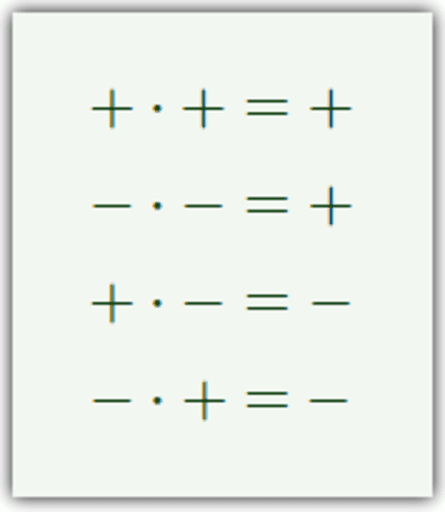 + · + = +
− · − = +
+ · − = −
− · + = −